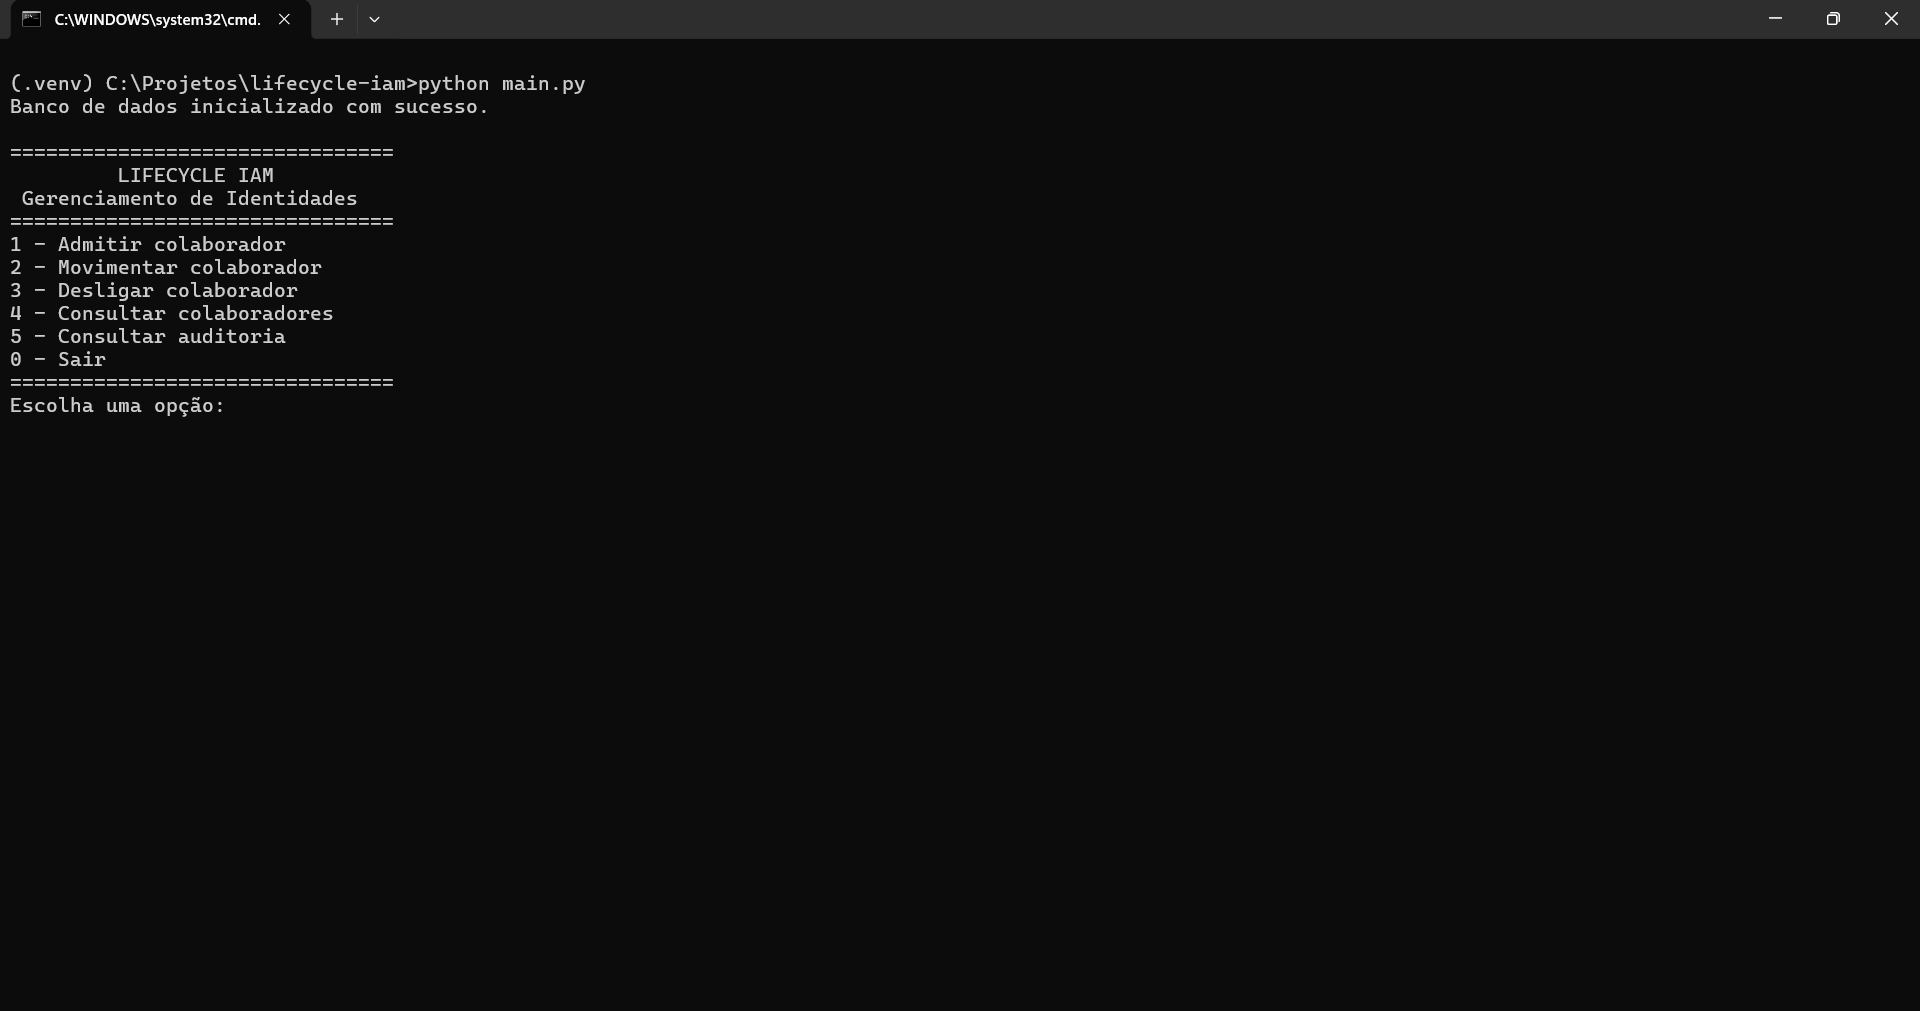 C:\WINDOWS\system32\cmd.
(.venv) C:\Projetos\lifecycle-iam>python main.py
Banco de dados inicializado com sucesso.
================================
LIFECYCLE IAM
Gerenciamento de Identidades
================================
1 - Admitir colaborador
2 - Movimentar colaborador
3 - Desligar colaborador
4 - Consultar colaboradores
5 - Consultar auditoria
0 - Sair
================================
Escolha uma opção: